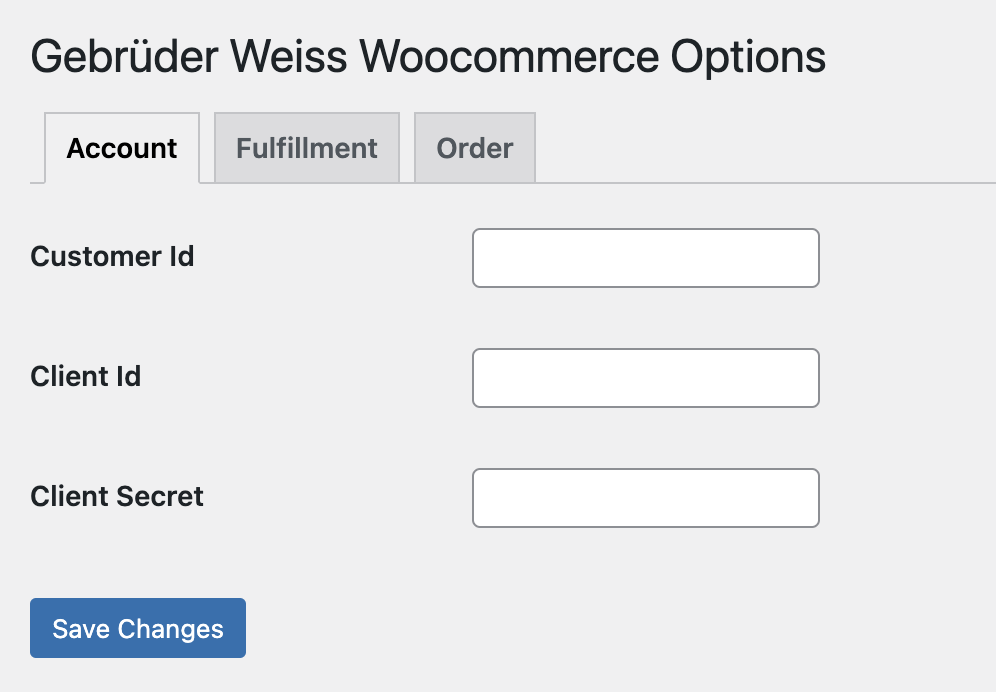 Gebrüder Weiss Woocommerce Options
Account Fulfillment Order
Customer Id
Client Id
Client Secret
Save Changes